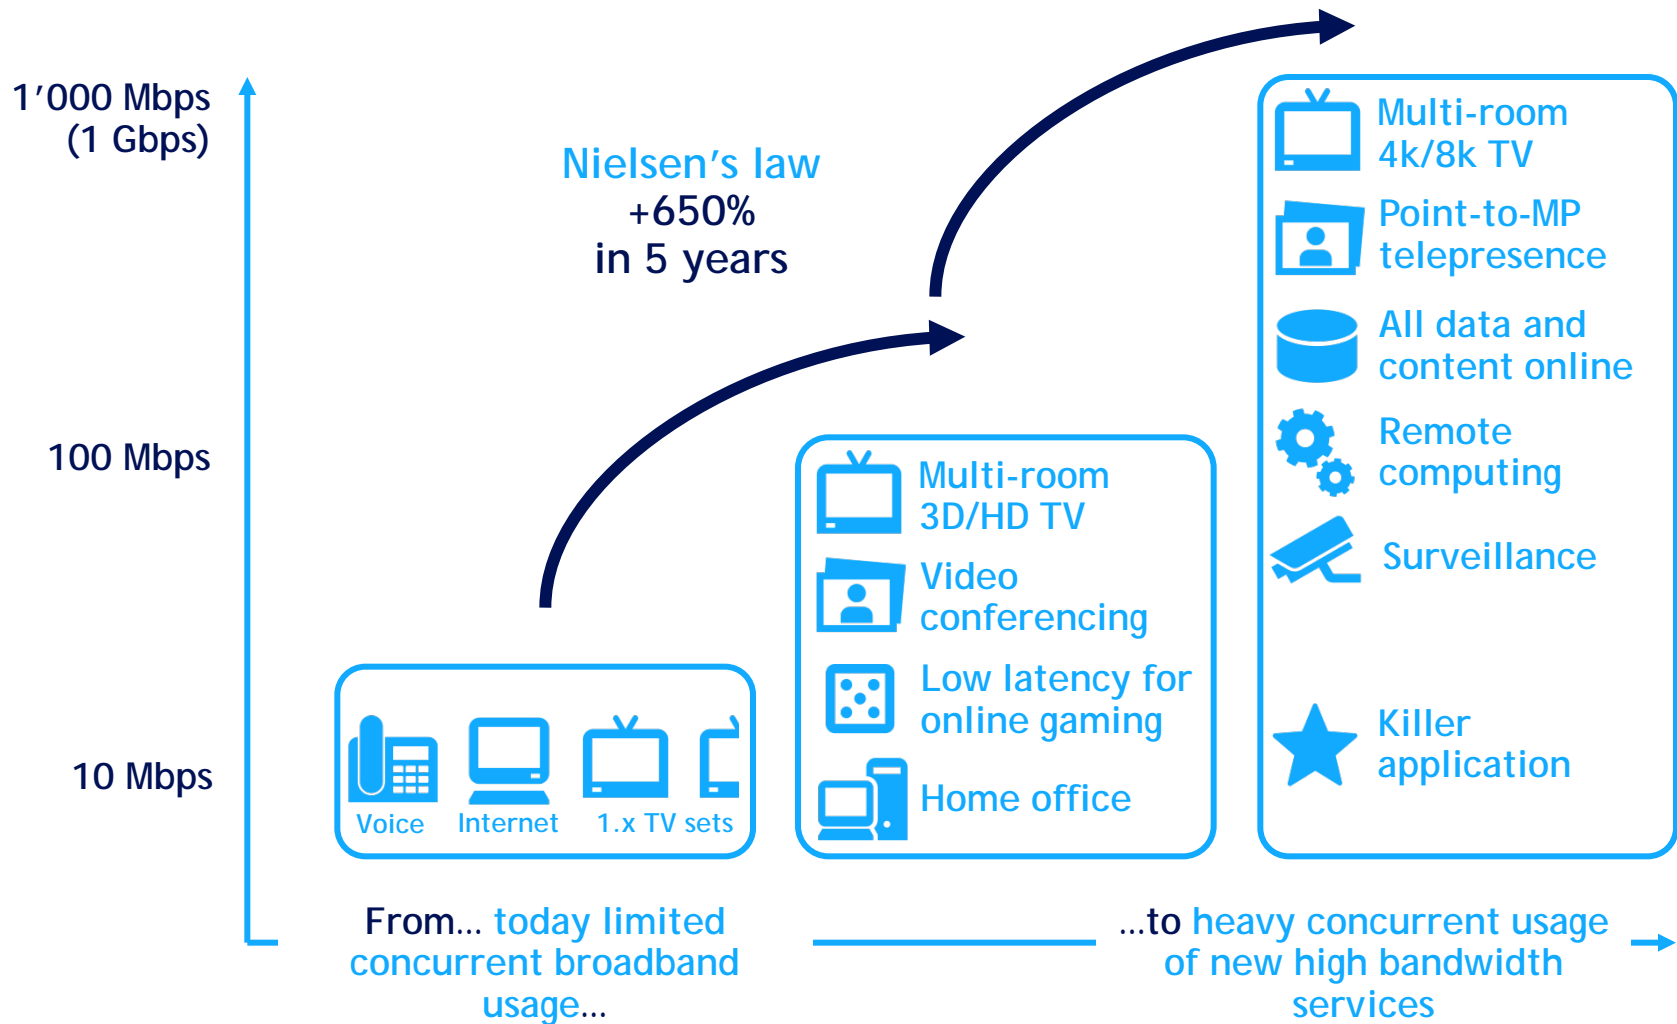 1’000 Mbps
(1 Gbps)
100 Mbps
10 Mbps
Nielsen’s law
+650%
in 5 years
Voice
Internet
1.x TV sets
Multi-room
3D/HD TV
Video
conferencing
Low latency for
online gaming
Home office
Multi-room
4k/8k TV
Point-to-MP
telepresence
All data and
content online
Remote
computing
Surveillance
Killer
application
From… today limited
concurrent broadband
usage…
…to heavy concurrent usage
of new high bandwidth
services